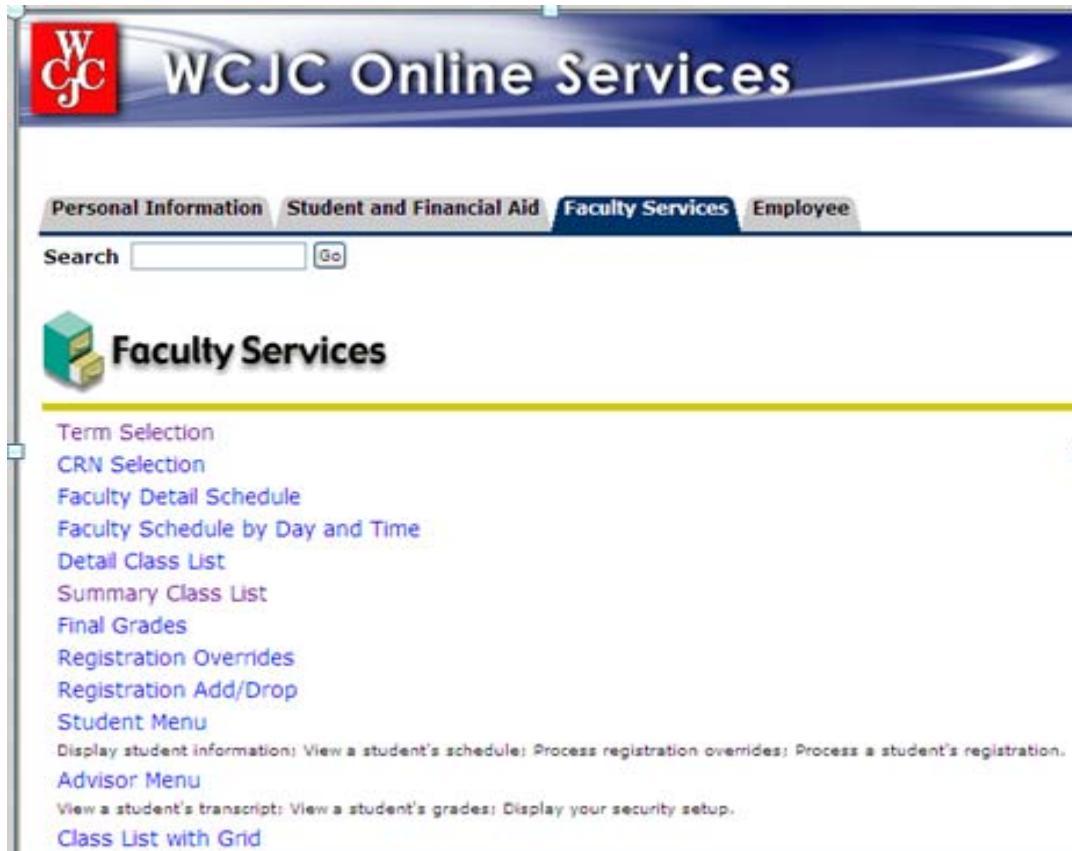 W
CJC
WCJC Online Services
Personal Information Student and Financial Aid Faculty Services Employee
Search Go
Faculty Services
Term Selection
CRN Selection
Faculty Detail Schedule
Faculty Schedule by Day and Time
Detail Class List
Summary Class List
Final Grades
Registration Overrides
Registration Add/Drop
Student Menu
Display student information; View a student's schedule; Process registration overrides; Process a student's registration.
Advisor Menu
View a student's transcript; View a student's grades; Display your security setup.
Class List with Grid